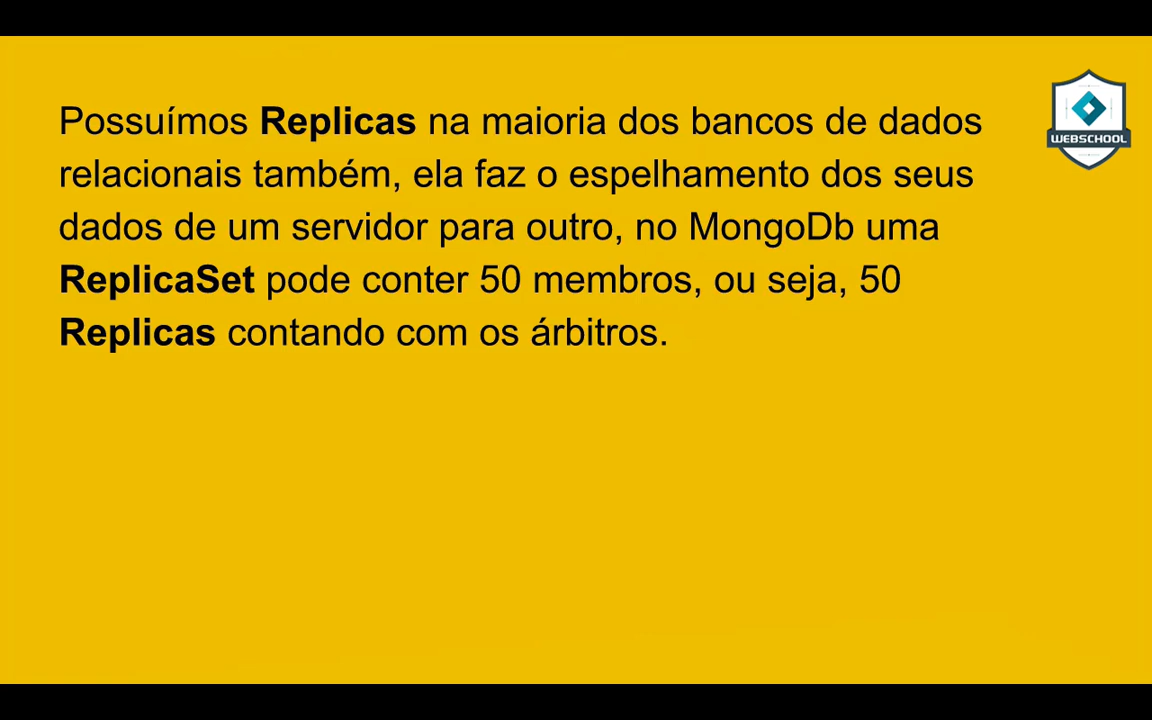 Possuímos Replicas na maioria dos bancos de dados
relacionais também, ela faz o espelhamento dos seus
dados de um servidor para outro, no MongoDb uma
ReplicaSet pode conter 50 membros, ou seja, 50
Replicas contando com os árbitros.
WEBSCHOOL